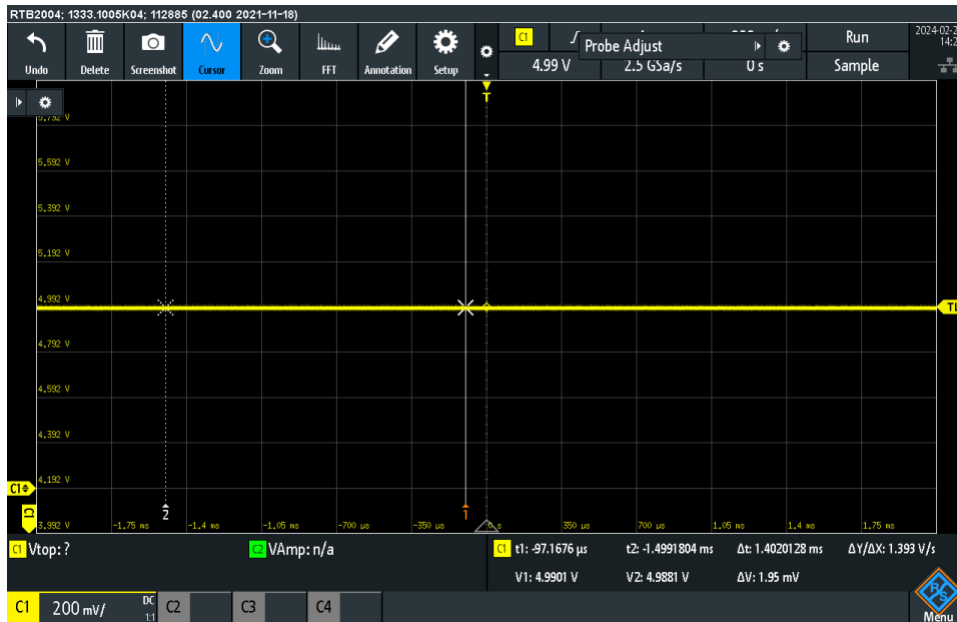 RTB2004; 1333.1005K04; 112885 (02.400 2021-11-18)
Undo Delete Screenshot Cursor Zoom FFT Annotation Setup
C1 Probe Adjust Run
4.99 V 2.5 GSa/s 0 s Sample
T
5.592 V
5.392 V
5.192 V
4.992 V
4.792 V
4.592 V
4.392 V
C1 4.192 V
2 1
3.992 V -1.75 ms -1.4 ms -1.05 ms -700 µs -350 µs 350 µs 700 µs 1.05 ms 1.4 ms 1.75 ms
C1 Vtop: ? C2 VAmp: n/a C1 t1: -97.1676 µs t2: -1.4991804 ms Δt: 1.4020128 ms ΔY/ΔX: 1.393 V/s
V1: 4.9901 V V2: 4.9881 V ΔV: 1.95 mV
C1 200 mV/ DC 1:1 C2 C3 C4 Menu